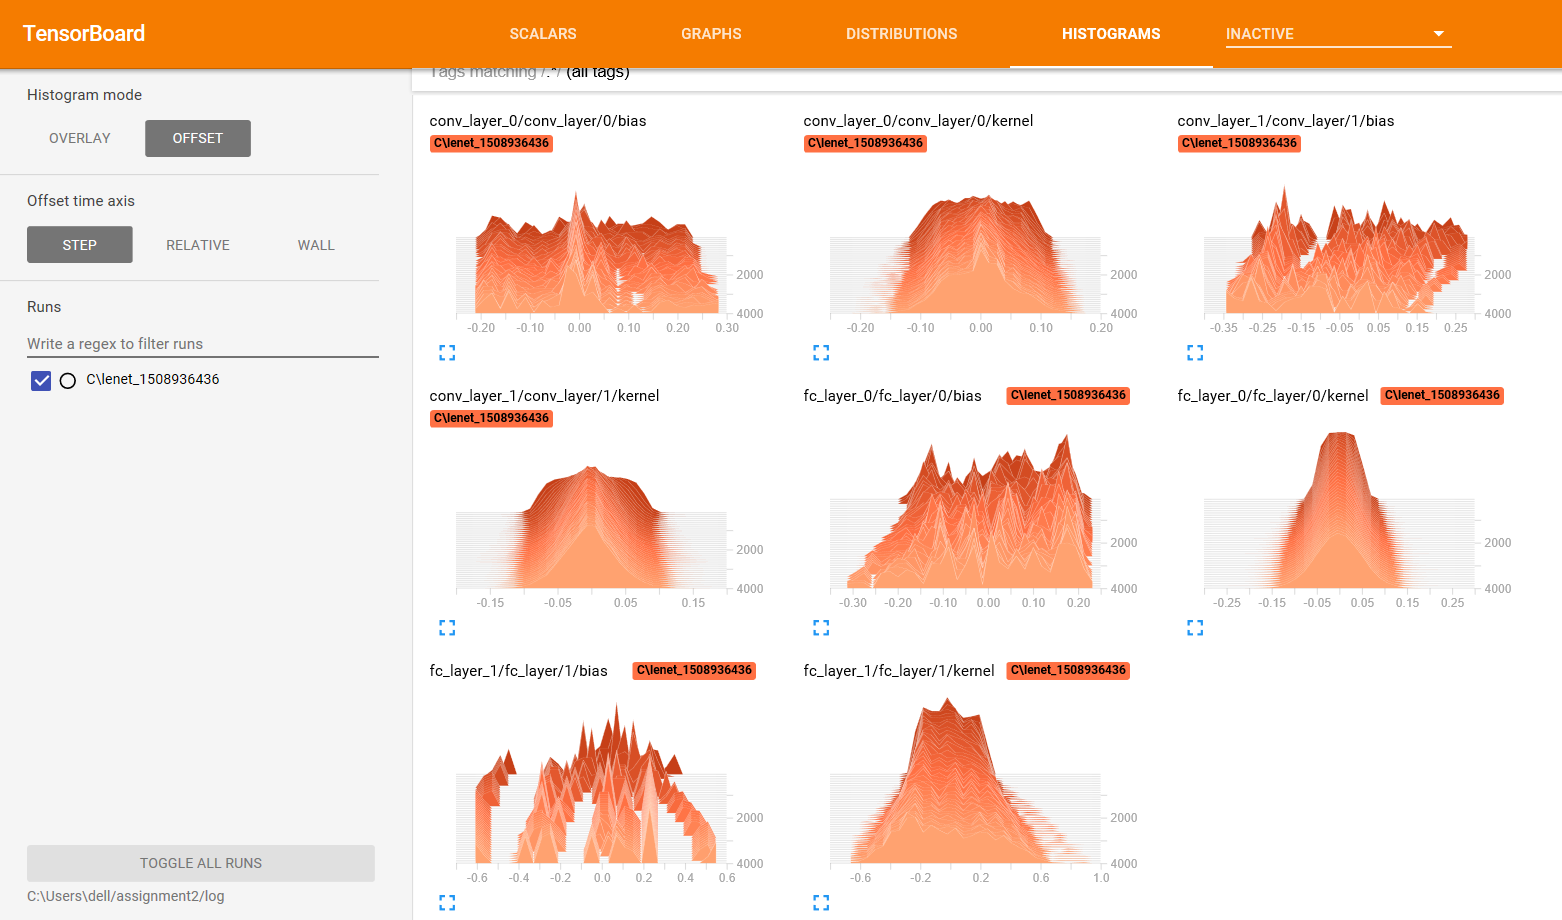 TensorBoard
SCALARS
GRAPHS
DISTRIBUTIONS
HISTOGRAMS
INACTIVE
Histogram mode
OVERLAY
OFFSET
Offset time axis
STEP
RELATIVE
WALL
Runs
Write a regex to filter runs
C\lenet_1508936436
TOGGLE ALL RUNS
C:\Users\dell/assignment2/log
Tags matching /.*/ (all tags)
conv_layer_0/conv_layer/0/bias
C\lenet_1508936436
2000
4000
-0.20 -0.10 0.00 0.10 0.20 0.30
conv_layer_0/conv_layer/0/kernel
C\lenet_1508936436
2000
4000
-0.20 -0.10 0.00 0.10 0.20
conv_layer_1/conv_layer/1/bias
C\lenet_1508936436
2000
4000
-0.35 -0.25 -0.15 -0.05 0.05 0.15 0.25
conv_layer_1/conv_layer/1/kernel
C\lenet_1508936436
2000
4000
-0.15 -0.05 0.05 0.15
fc_layer_0/fc_layer/0/bias C\lenet_1508936436
2000
4000
-0.30 -0.20 -0.10 0.00 0.10 0.20
fc_layer_0/fc_layer/0/kernel C\lenet_1508936436
2000
4000
-0.25 -0.15 -0.05 0.05 0.15 0.25
fc_layer_1/fc_layer/1/bias C\lenet_1508936436
2000
4000
-0.6 -0.4 -0.2 0.0 0.2 0.4 0.6
fc_layer_1/fc_layer/1/kernel C\lenet_1508936436
2000
4000
-0.6 -0.2 0.2 0.6 1.0